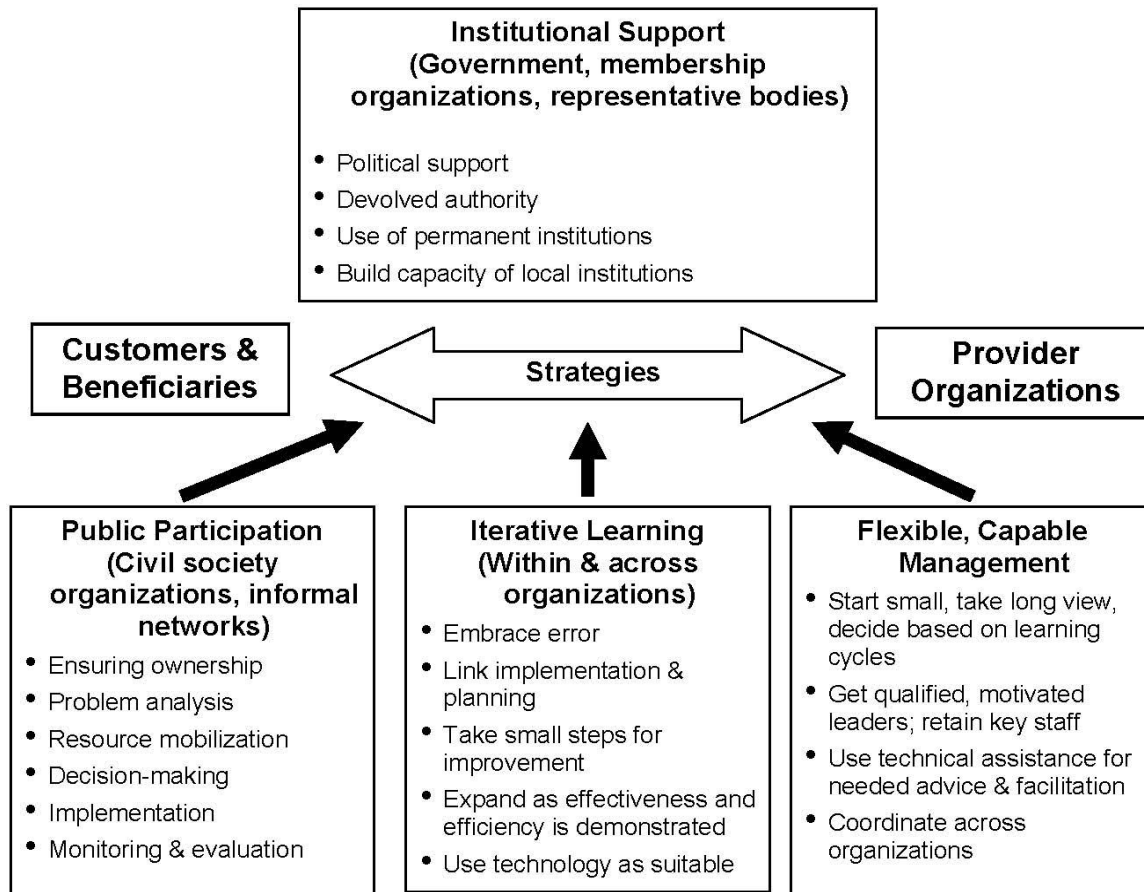 Institutional Support
(Government, membership
organizations, representative bodies)
• Political support
• Devolved authority
• Use of permanent institutions
• Build capacity of local institutions
Customers &
Beneficiaries
Strategies
Provider
Organizations
Public Participation
(Civil society
organizations, informal
networks)
• Ensuring ownership
• Problem analysis
• Resource mobilization
• Decision-making
• Implementation
• Monitoring & evaluation
Iterative Learning
(Within & across
organizations)
• Embrace error
• Link implementation &
planning
• Take small steps for
improvement
• Expand as effectiveness and
efficiency is demonstrated
• Use technology as suitable
Flexible, Capable
Management
• Start small, take long view,
decide based on learning
cycles
• Get qualified, motivated
leaders; retain key staff
• Use technical assistance for
needed advice & facilitation
• Coordinate across
organizations